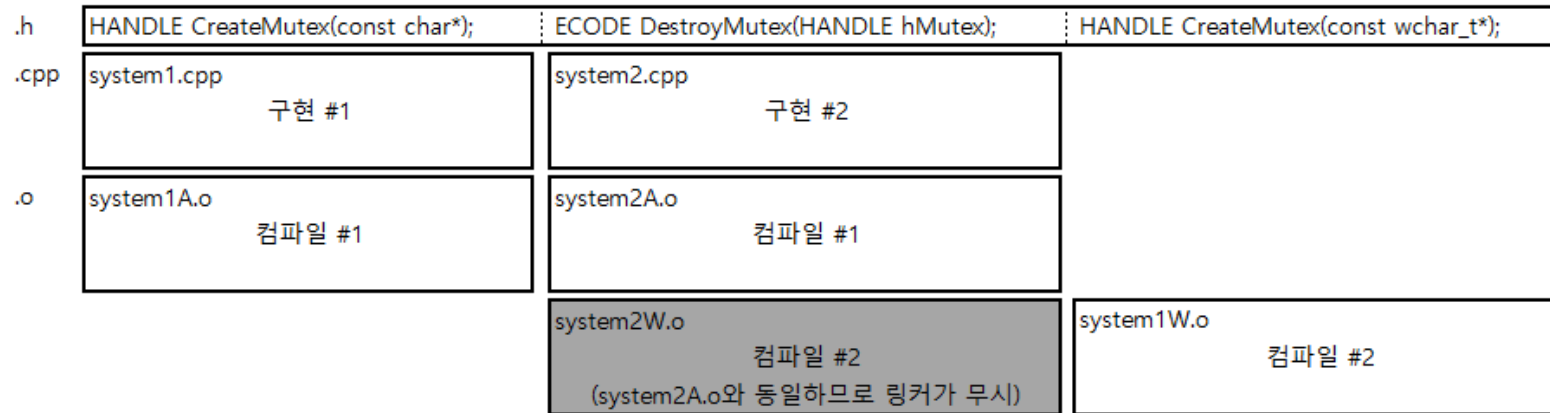 .h HANDLE CreateMutex(const char*); ECODE DestroyMutex(HANDLE hMutex); HANDLE CreateMutex(const wchar_t*);
.cpp system1.cpp system2.cpp
구현 #1 구현 #2
.o system1A.o system2A.o
컴파일 #1 컴파일 #1
system2W.o system1W.o
컴파일 #2 컴파일 #2
(system2A.o와 동일하므로 링커가 무시)